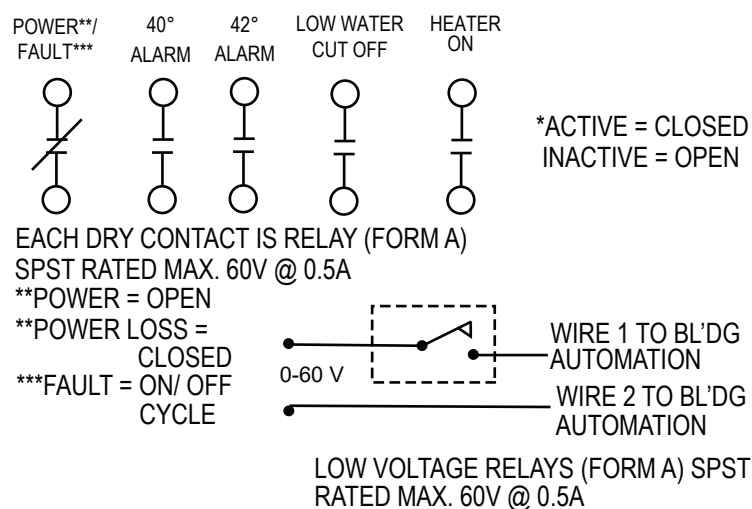 POWER**/
FAULT***
40°
ALARM
42°
ALARM
LOW WATER
CUT OFF
HEATER
ON
*ACTIVE = CLOSED
INACTIVE = OPEN
EACH DRY CONTACT IS RELAY (FORM A)
SPST RATED MAX. 60V @ 0.5A
**POWER = OPEN
**POWER LOSS =
CLOSED
***FAULT = ON/ OFF
CYCLE
0-60 V
WIRE 1 TO BL'DG
AUTOMATION
WIRE 2 TO BL'DG
AUTOMATION
LOW VOLTAGE RELAYS (FORM A) SPST
RATED MAX. 60V @ 0.5A